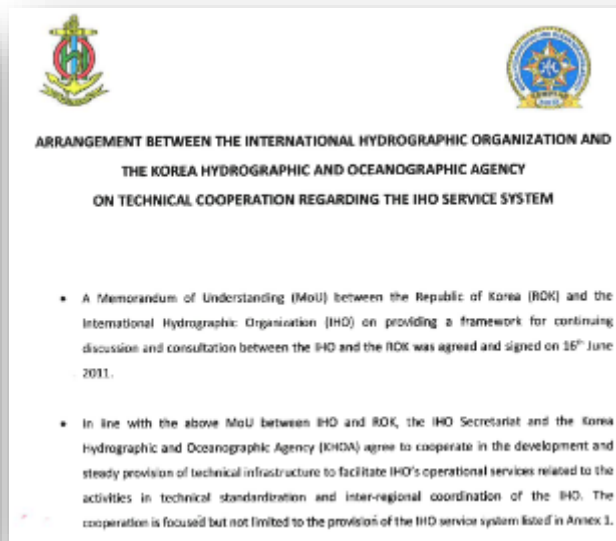 ARRANGEMENT BETWEEN THE INTERNATIONAL HYDROGRAPHIC ORGANIZATION AND
THE KOREA HYDROGRAPHIC AND OCEANOGRAPHIC AGENCY
ON TECHNICAL COOPERATION REGARDING THE IHO SERVICE SYSTEM
• A Memorandum of Understanding (MoU) between the Republic of Korea (ROK) and the
International Hydrographic Organization (IHO) on providing a framework for continuing
discussion and consultation between the IHO and the ROK was agreed and signed on 16th June
2011.
• In line with the above MoU between IHO and ROK, the IHO Secretariat and the Korea
Hydrographic and Oceanographic Agency (KHOA) agree to cooperate in the development and
steady provision of technical infrastructure to facilitate IHO's operational services related to the
activities in technical standardization and inter-regional coordination of the IHO. The
cooperation is focused but not limited to the provision of the IHO service system listed in Annex 1.